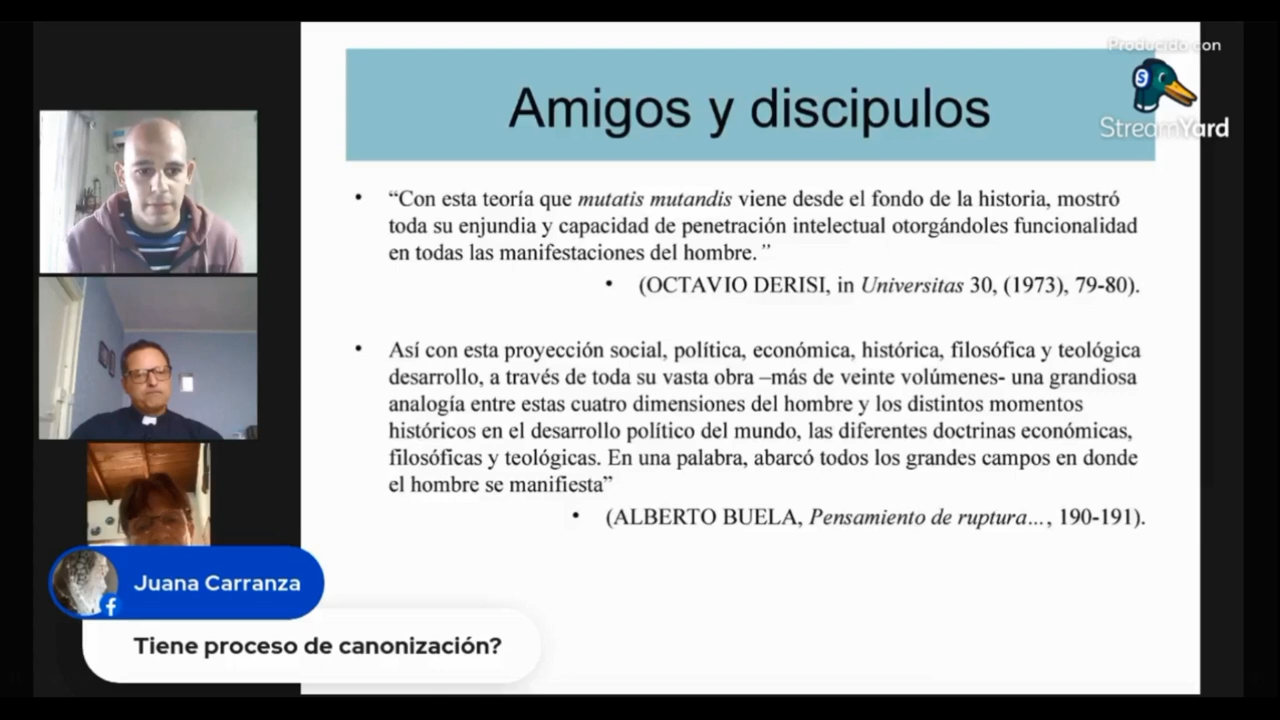 Producido con
StreamYard
Amigos y discipulos
• “Con esta teoría que mutatis mutandis viene desde el fondo de la historia, mostró
toda su enjundia y capacidad de penetración intelectual otorgándoles funcionalidad
en todas las manifestaciones del hombre.”
• (OCTAVIO DERISI, in Universitas 30, (1973), 79-80).
• Así con esta proyección social, política, económica, histórica, filosófica y teológica
desarrollo, a través de toda su vasta obra –más de veinte volúmenes- una grandiosa
analogía entre estas cuatro dimensiones del hombre y los distintos momentos
históricos en el desarrollo político del mundo, las diferentes doctrinas económicas,
filosóficas y teológicas. En una palabra, abarcó todos los grandes campos en donde
el hombre se manifiesta”
• (ALBERTO BUELA, Pensamiento de ruptura..., 190-191).
Juana Carranza
Tiene proceso de canonización?